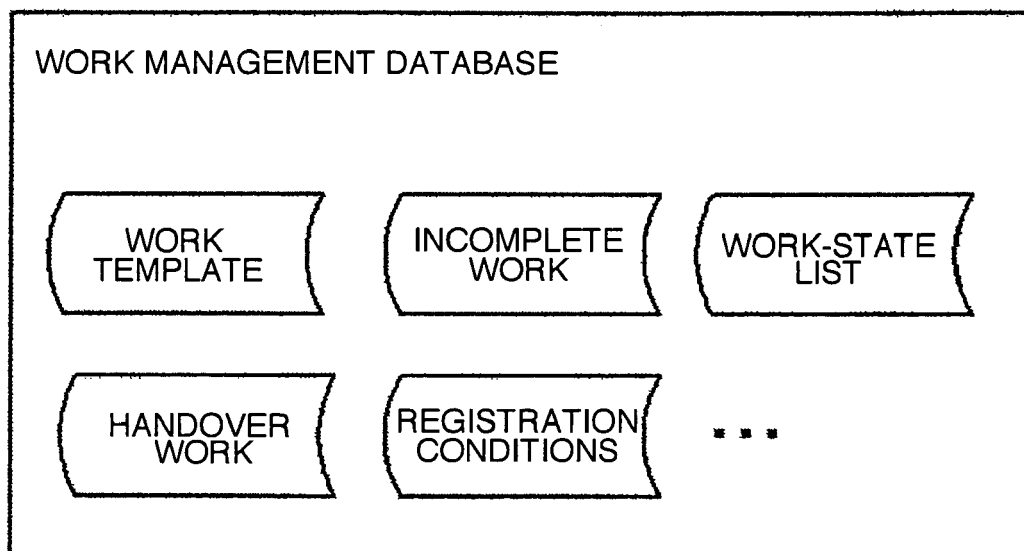 WORK MANAGEMENT DATABASE
WORK
TEMPLATE
INCOMPLETE
WORK
WORK-STATE
LIST
HANDOVER
WORK
REGISTRATION
CONDITIONS
...